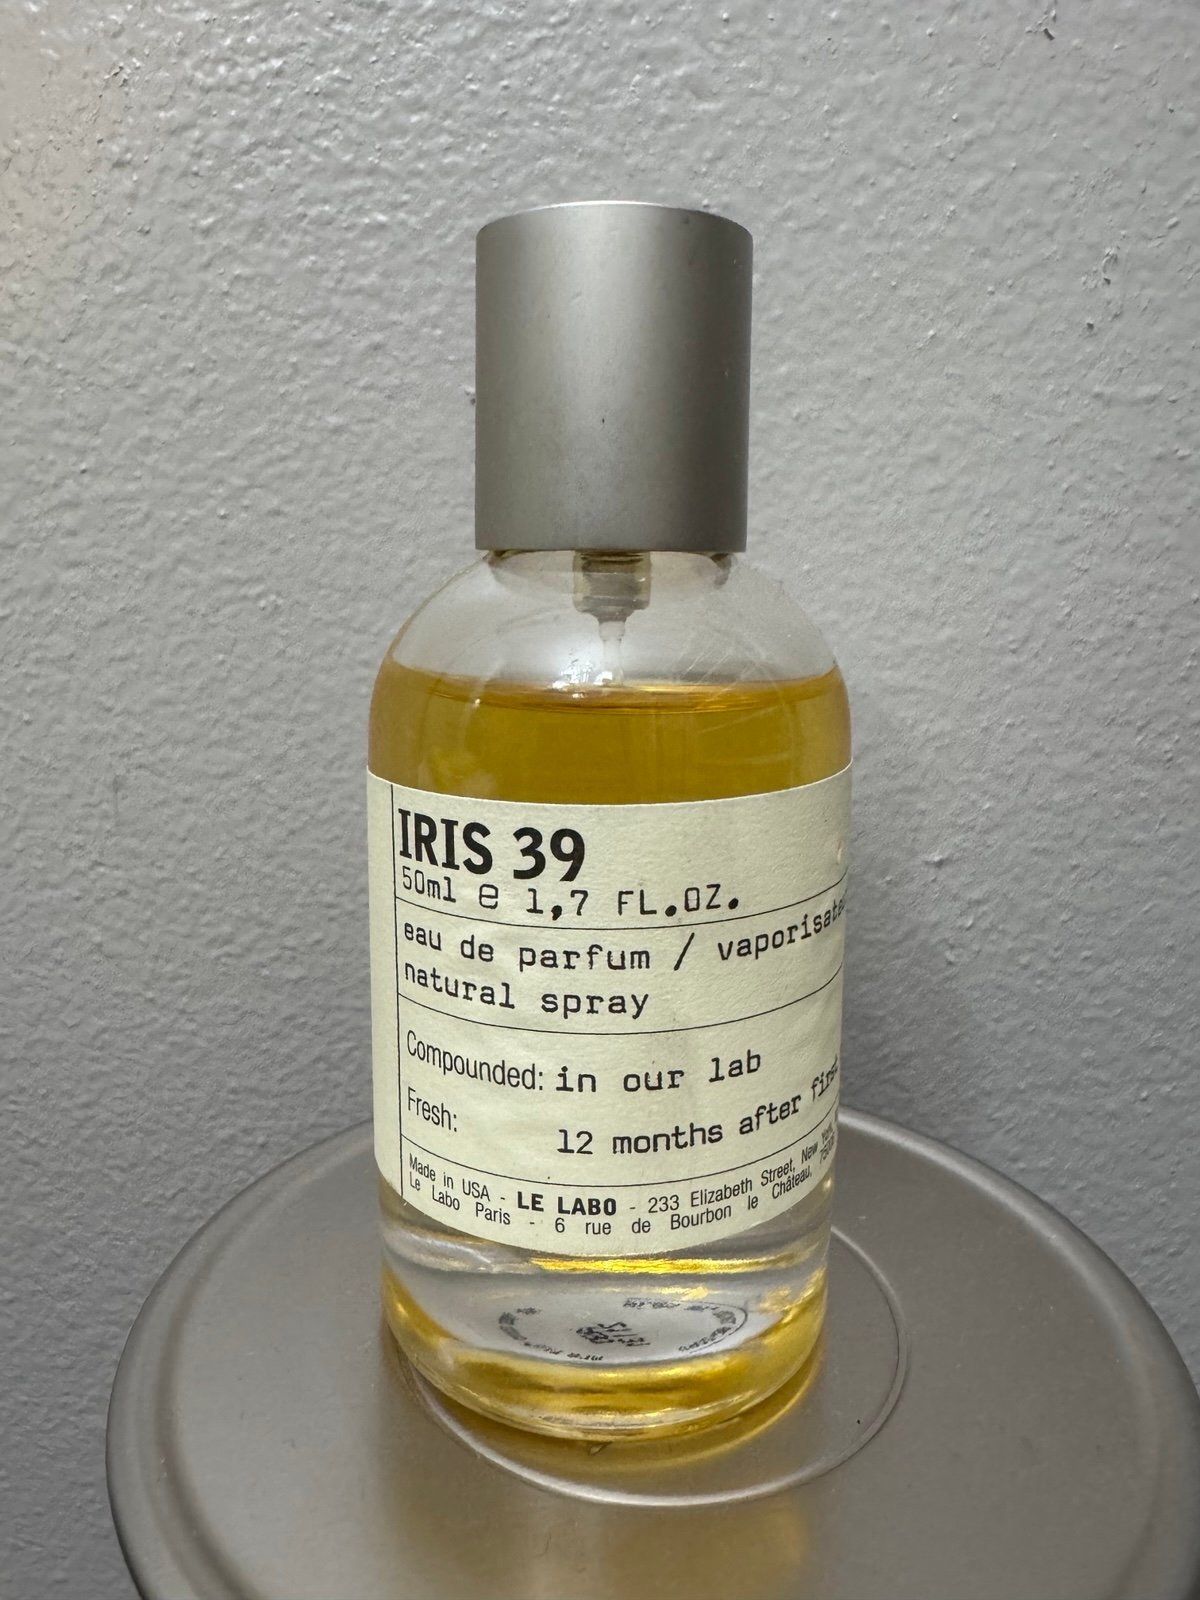 IRIS 39
50ml e 1,7 FL.OZ.
eau de parfum / vaporisate
natural spray
Compounded: in our lab
Fresh: 12 months after first
Made in USA - LE LABO - 233 Elizabeth Street, New York,
Le Labo Paris - 6 rue de Bourbon le Château,